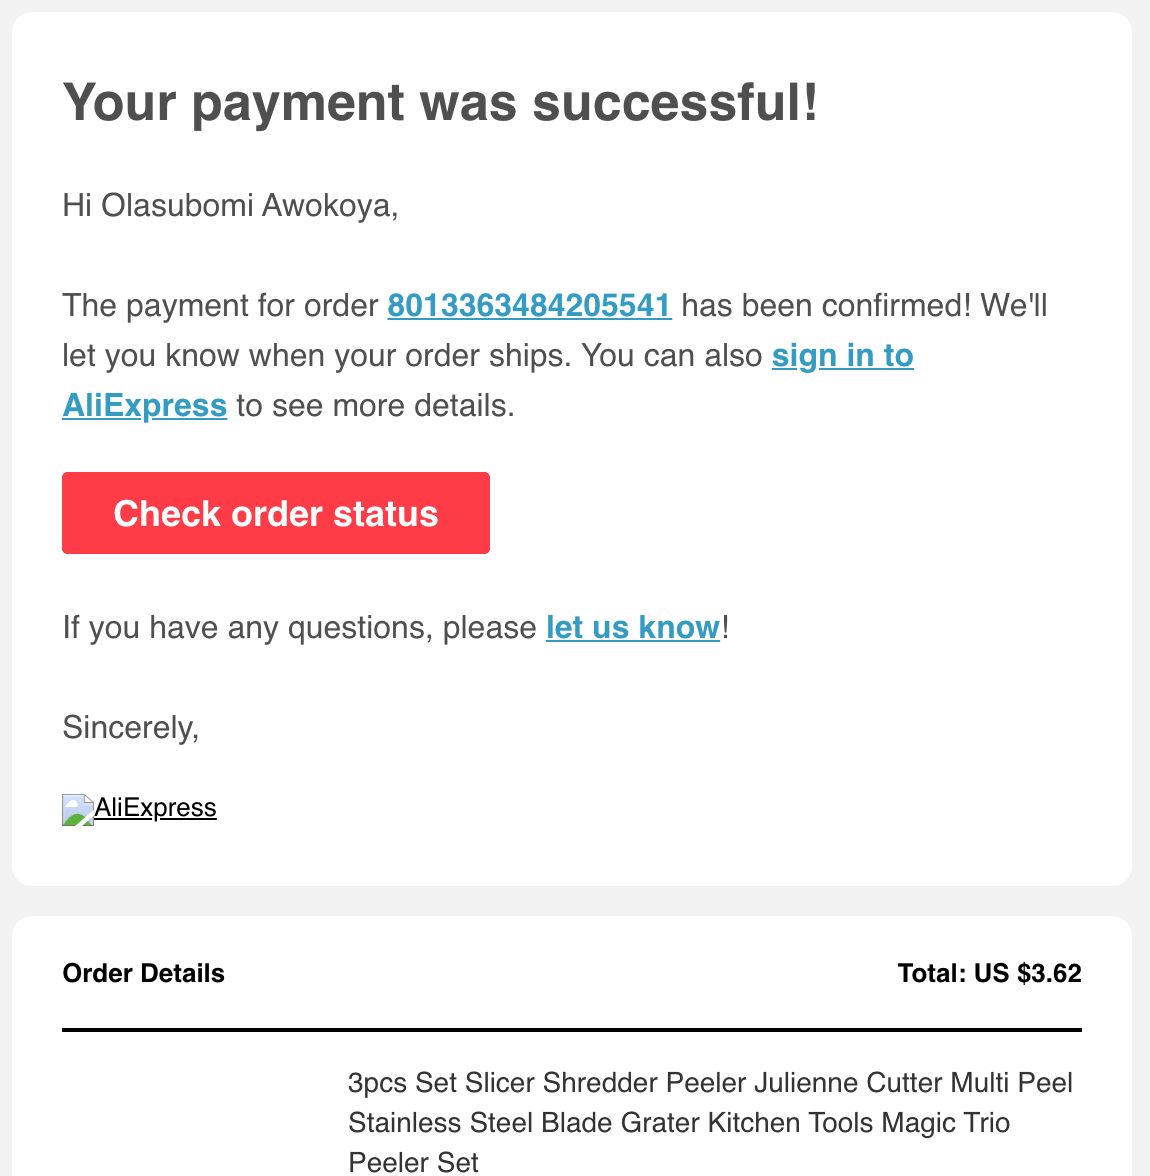 Your payment was successful!
Hi Olasubomi Awokoya,
The payment for order 8013363484205541 has been confirmed! We'll
let you know when your order ships. You can also sign in to
AliExpress to see more details.
Check order status
If you have any questions, please let us know!
Sincerely,
AliExpress
Order Details
Total: US $3.62
3pcs Set Slicer Shredder Peeler Julienne Cutter Multi Peel
Stainless Steel Blade Grater Kitchen Tools Magic Trio
Peeler Set